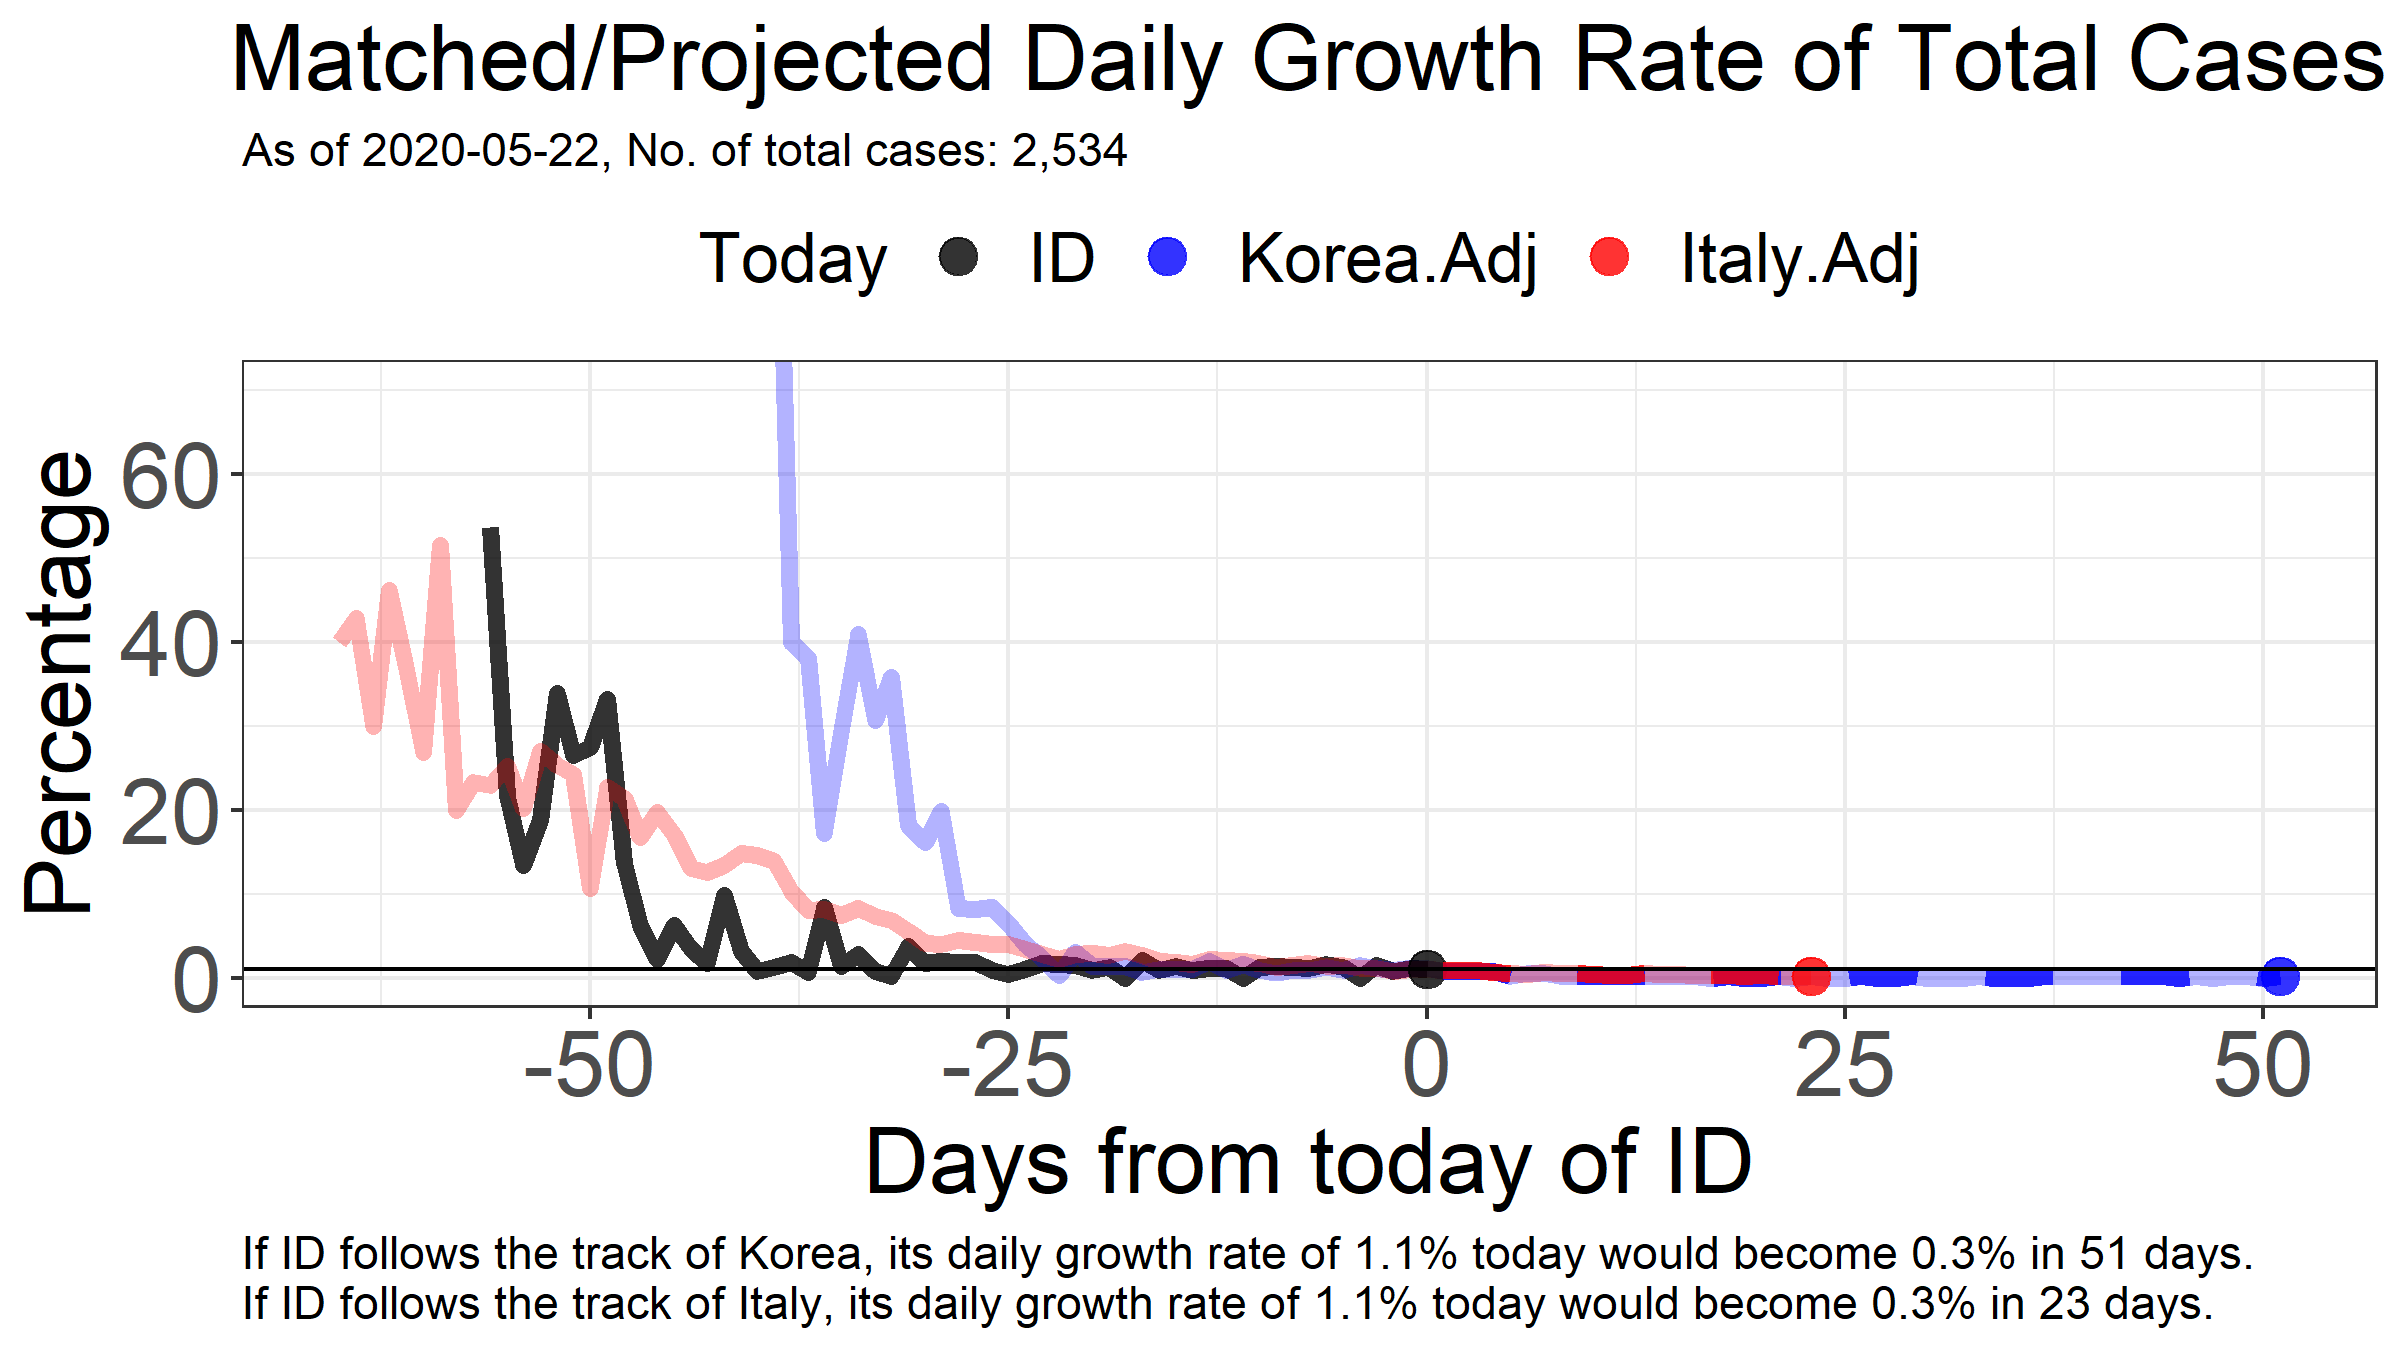 Matched/Projected Daily Growth Rate of Total Cases
As of 2020-05-22, No. of total cases: 2,534
Today ID Korea.Adj Italy.Adj
Percentage
60
40
20
0
-50 -25 0 25 50
Days from today of ID
If ID follows the track of Korea, its daily growth rate of 1.1% today would become 0.3% in 51 days.
If ID follows the track of Italy, its daily growth rate of 1.1% today would become 0.3% in 23 days.